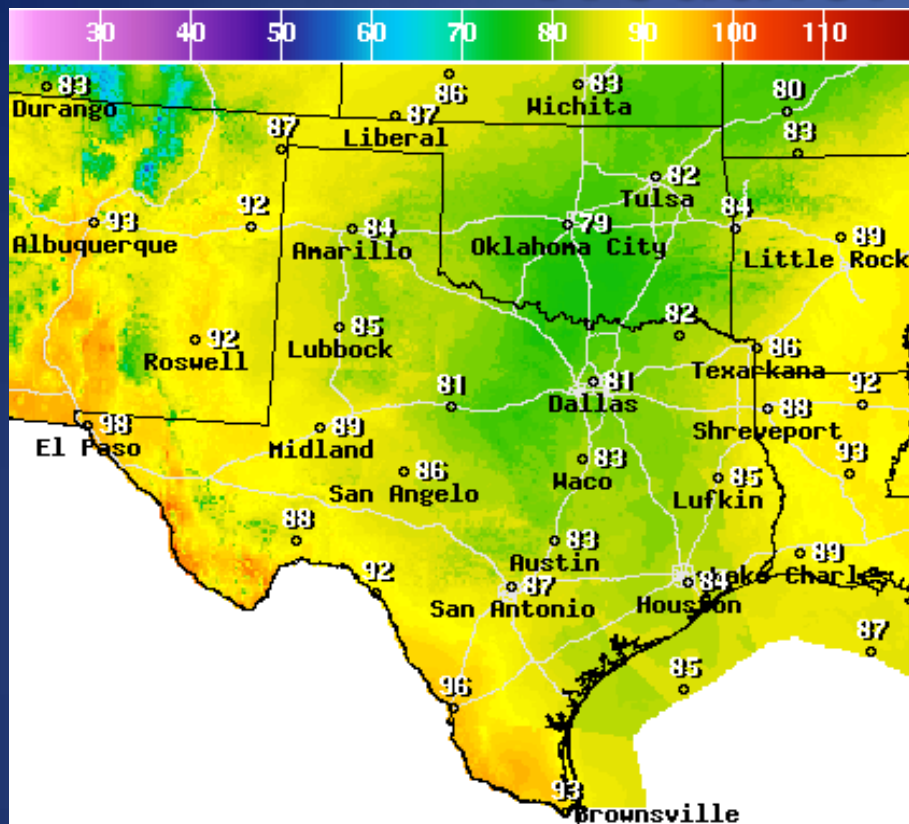 30 40 50 60 70 80 90 100 110
83 86 83 80
Durango Wichita
87 Liberal
87 83
82
Tulsa
93 92 84 79 84 89
Albuquerque Amarillo Oklahoma City Little Rock
92 85 82 86
Roswell Lubbock Texarkana
81 81 92
Dallas
98 89 88
El Paso Midland Shreveport
86 83 85 93
San Angelo Waco Lufkin
88 83 89
Austin Lake Charles
92 87 84
San Antonio Houston
87
96 85
93
Brownsville